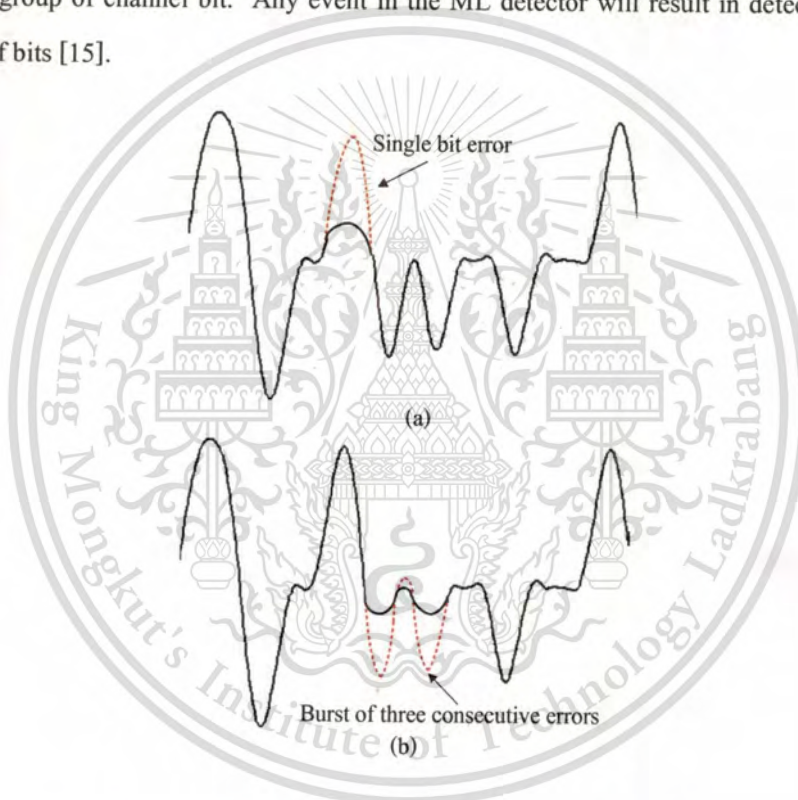 group of channel bit. Any event in the ML detector will result in detec
f bits [15].
Single bit error
(a)
Burst of three consecutive errors
(b)
King Mongkut's Institute of Technology Ladkrabang